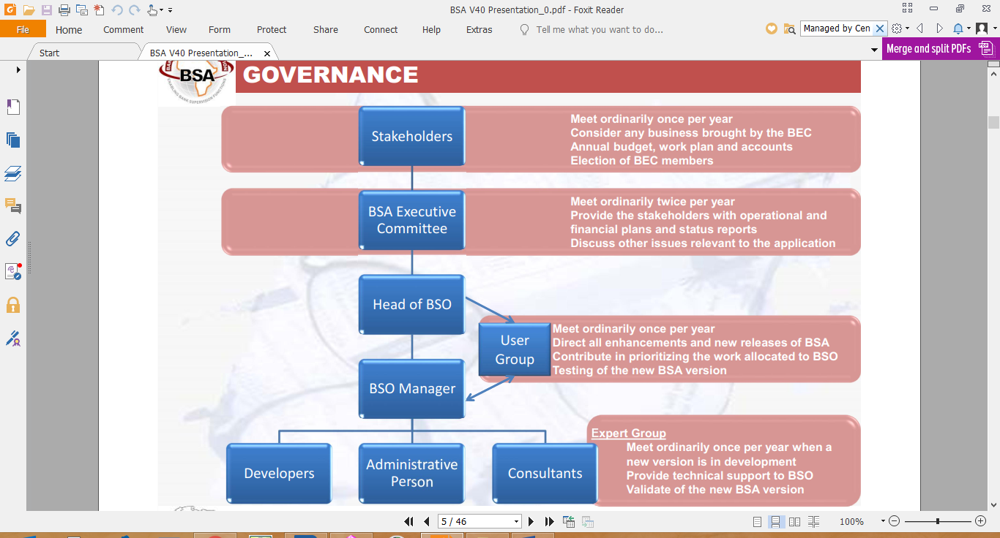 BSA V40 Presentation_0.pdf - Foxit Reader
File Home Comment View Form Protect Share Connect Help Extras Tell me what you want to do... Managed by Cen
Start BSA V40 Presentation_... Merge and split PDFs
BSA GOVERNANCE
ENABLING BANK SUPERVISION FUNCTIONS
Stakeholders
Meet ordinarily once per year
Consider any business brought by the BEC
Annual budget, work plan and accounts
Election of BEC members
BSA Executive
Committee
Meet ordinarily twice per year
Provide the stakeholders with operational and
financial plans and status reports
Discuss other issues relevant to the application
Head of BSO
User
Group
Meet ordinarily once per year
Direct all enhancements and new releases of BSA
Contribute in prioritizing the work allocated to BSO
Testing of the new BSA version
BSO Manager
Developers
Administrative
Person
Consultants
Expert Group
Meet ordinarily once per year when a
new version is in development
Provide technical support to BSO
Validate of the new BSA version
5 / 46 100%